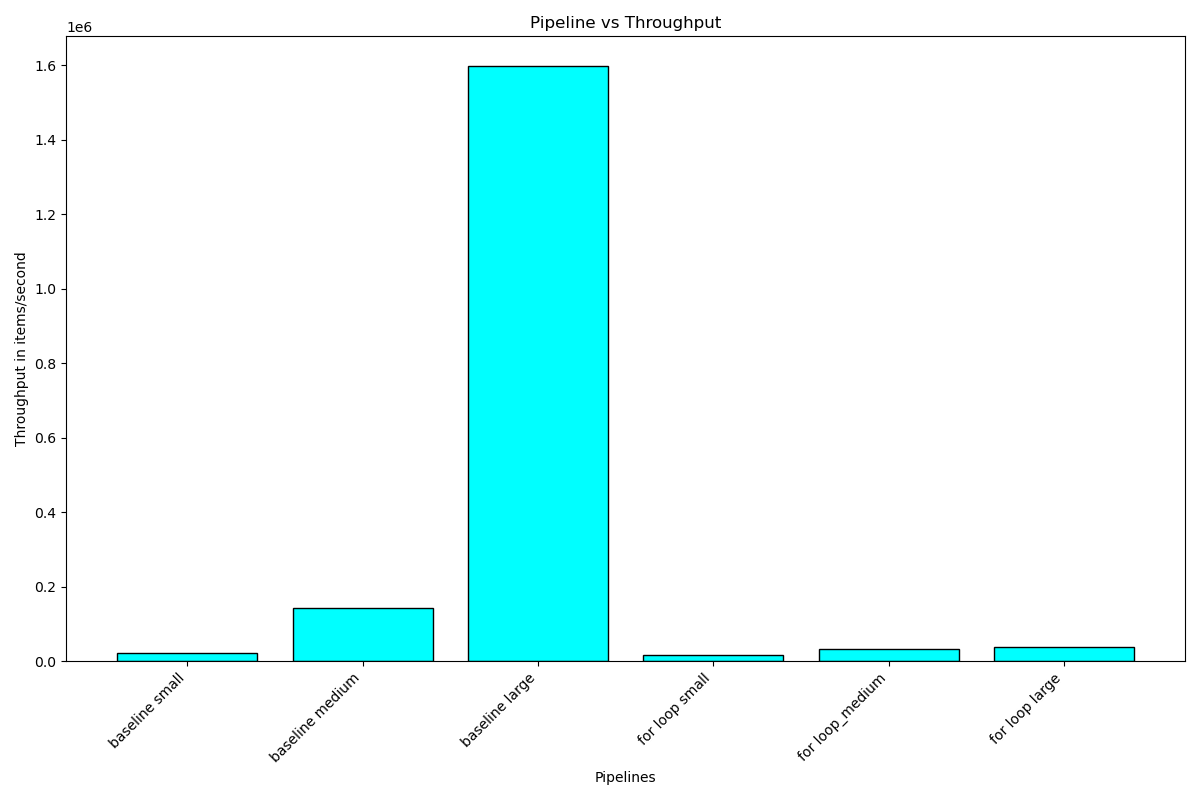 Pipeline vs Throughput
1e6
1.6
1.4
1.2
1.0
0.8
0.6
0.4
0.2
0.0
Throughput in items/second
baseline small
baseline medium
baseline large
for loop small
for loop_medium
for loop large
Pipelines